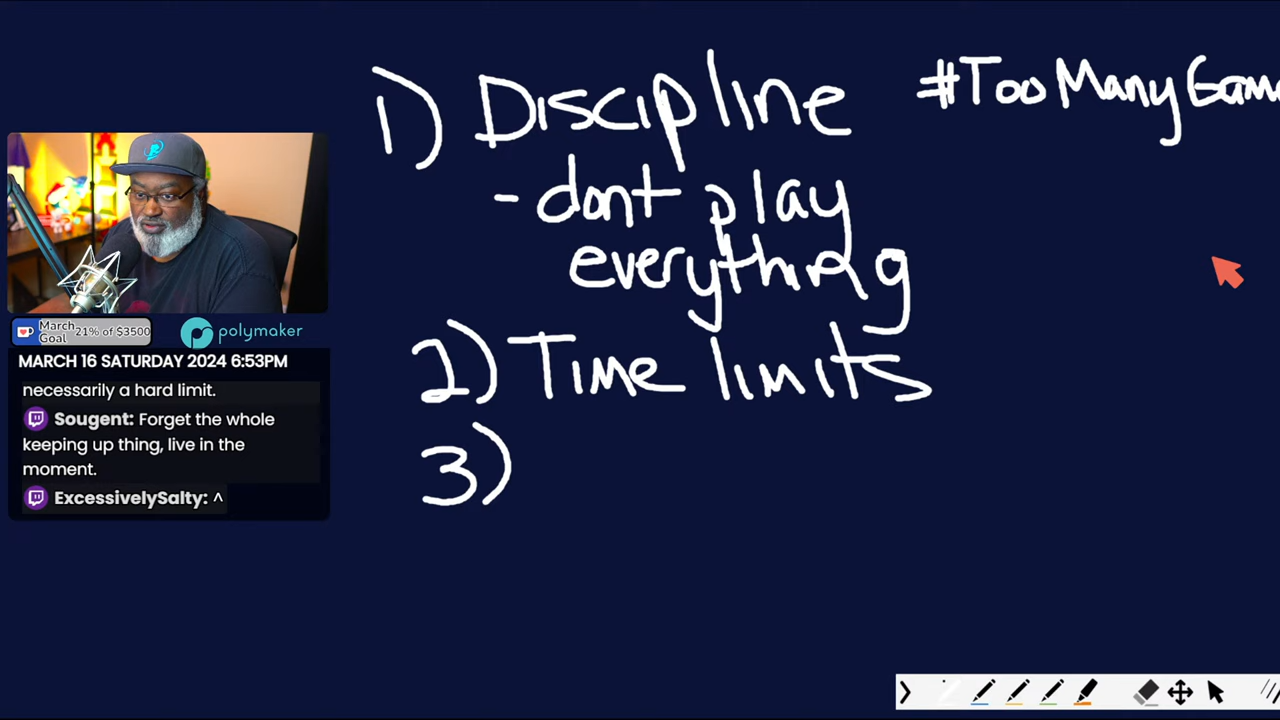 1) Discipline
#TooManyGam
- dont play
everything
2) Time limits
3)
March
Goal
21% of $3500
polymaker
MARCH 16 SATURDAY 2024 6:53PM
necessarily a hard limit.
Sougent: Forget the whole
keeping up thing, live in the
moment.
ExcessivelySalty: ^